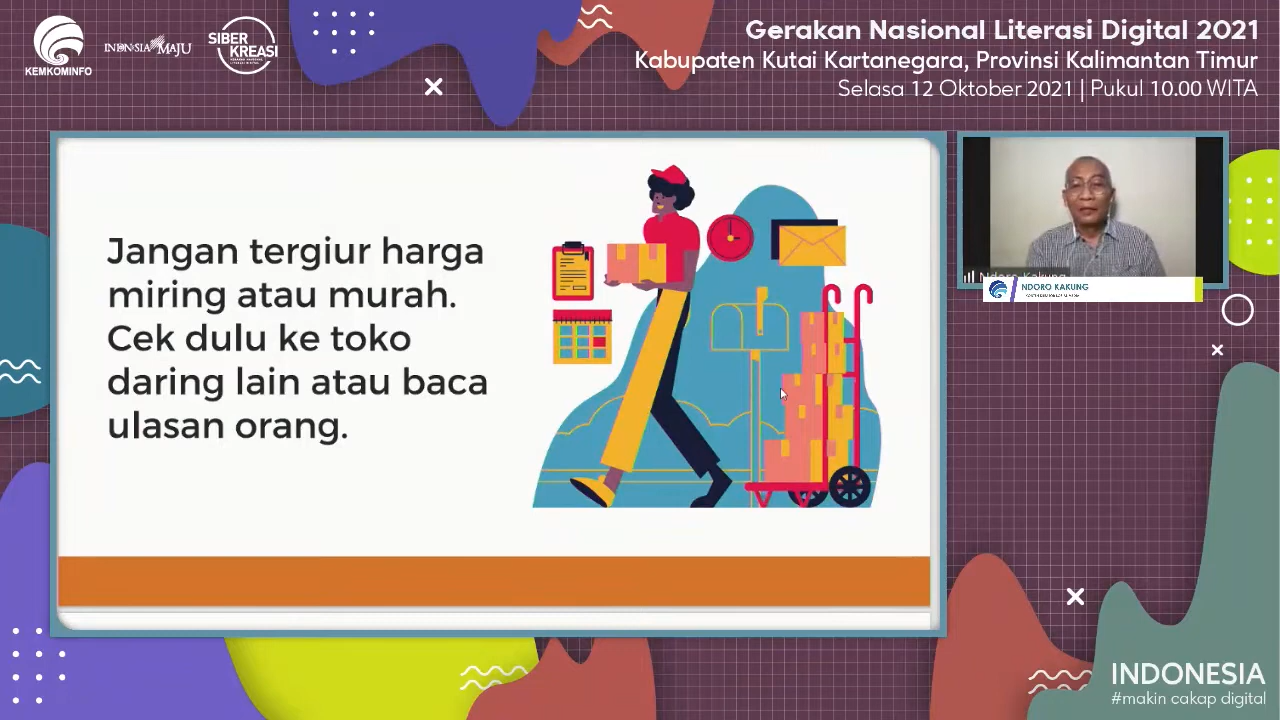 KEMKOMINFO
INDONESIA MAJU
SIBER
KREASI
Gerakan Nasional Literasi Digital 2021
Kabupaten Kutai Kartanegara, Provinsi Kalimantan Timur
Selasa 12 Oktober 2021 | Pukul 10.00 WITA
Jangan tergiur harga
miring atau murah.
Cek dulu ke toko
daring lain atau baca
ulasan orang.
Ndoro Kakung
NDORO KAKUNG
INDONESIA
#makin cakap digital